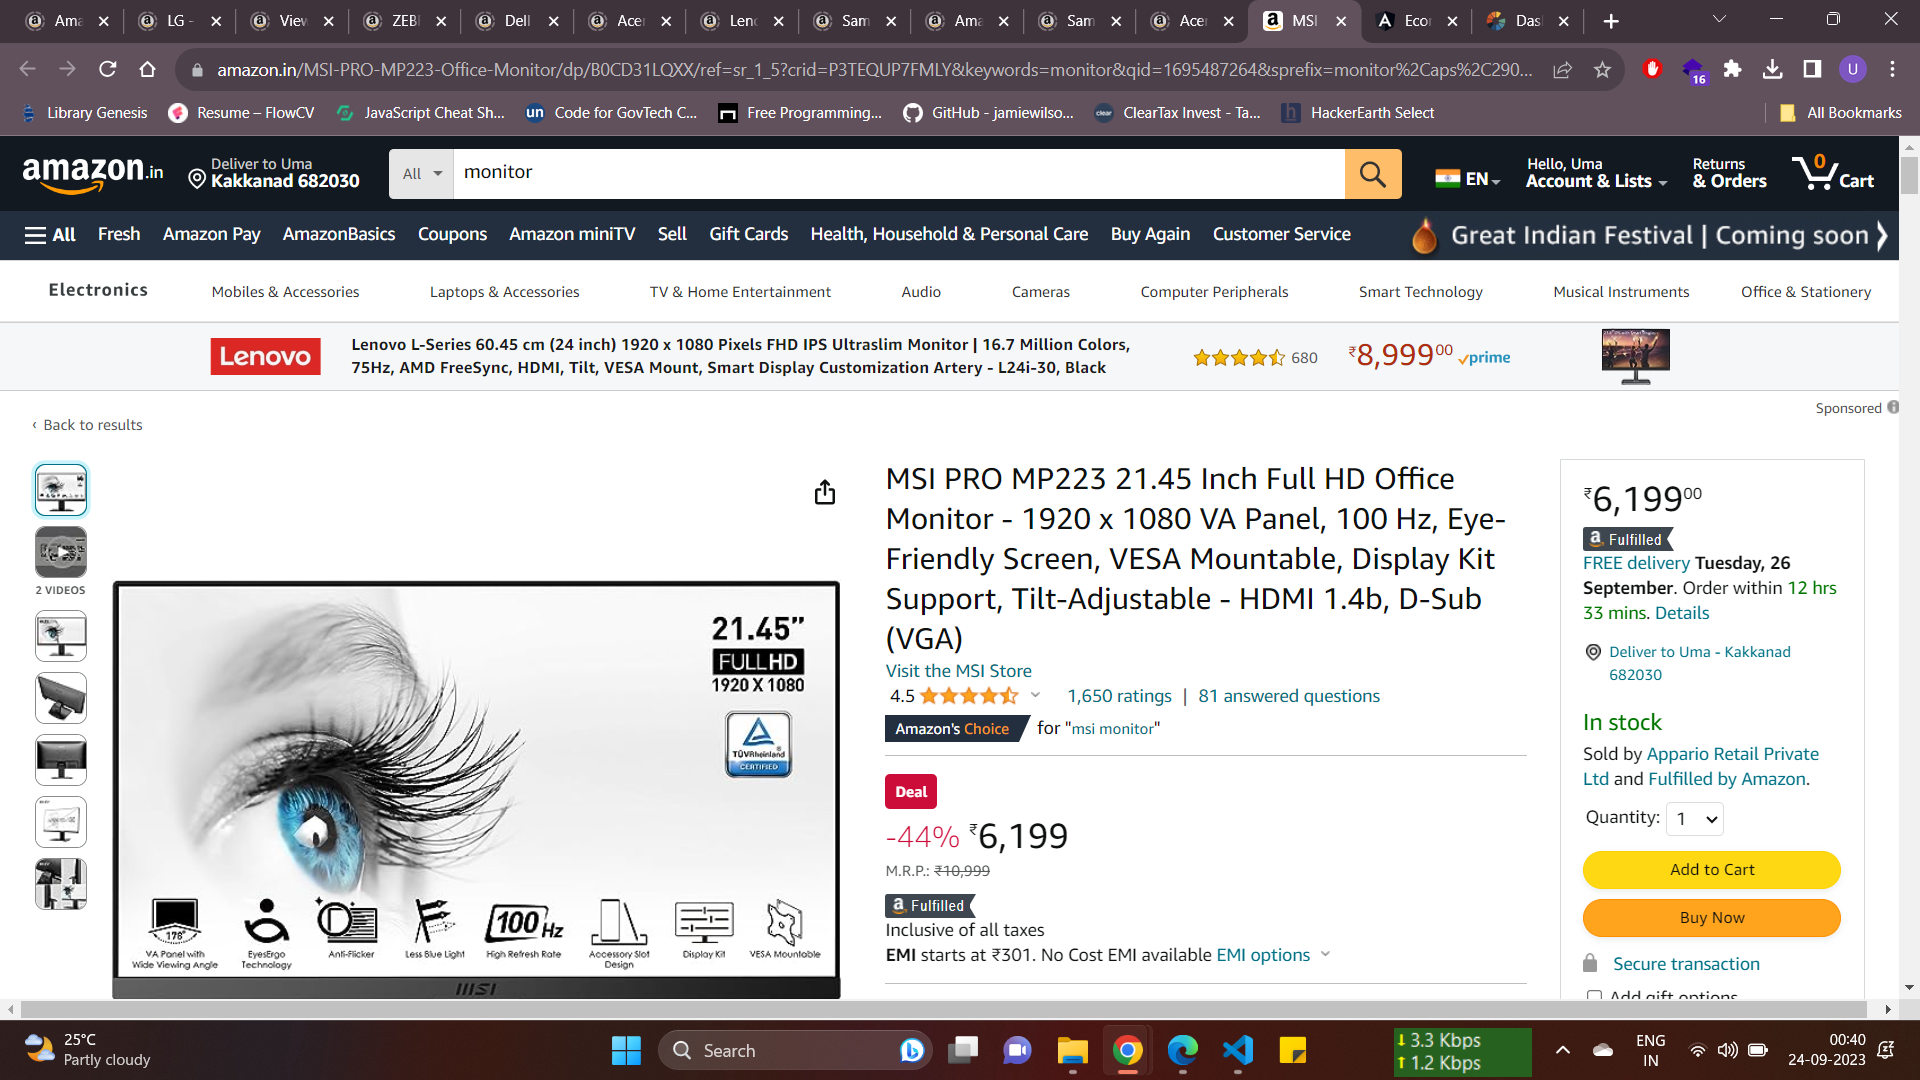 Ama
LG -
View
ZEBI
Dell
Acer
Leno
Sam
Ama
Sam
Acer
MSI
Ecor
Das
amazon.in/MSI-PRO-MP223-Office-Monitor/dp/B0CD31LQXX/ref=sr_1_5?crid=P3TEQUP7FMLY&keywords=monitor&qid=1695487264&sprefix=monitor%2Caps%2C290...
16
U
Library Genesis
Resume – FlowCV
JavaScript Cheat Sh...
un Code for GovTech C...
Free Programming...
GitHub - jamiewilso...
clear ClearTax Invest - Ta...
h HackerEarth Select
All Bookmarks
amazon.in
Deliver to Uma
Kakkanad 682030
All
monitor
EN
Hello, Uma
Account & Lists
Returns
& Orders
0
Cart
All Fresh Amazon Pay AmazonBasics Coupons Amazon miniTV Sell Gift Cards Health, Household & Personal Care Buy Again Customer Service
Great Indian Festival | Coming soon
Electronics Mobiles & Accessories Laptops & Accessories TV & Home Entertainment Audio Cameras Computer Peripherals Smart Technology Musical Instruments Office & Stationery
Lenovo
Lenovo L-Series 60.45 cm (24 inch) 1920 x 1080 Pixels FHD IPS Ultraslim Monitor | 16.7 Million Colors,
75Hz, AMD FreeSync, HDMI, Tilt, VESA Mount, Smart Display Customization Artery - L24i-30, Black
680
₹8,99900 prime
Sponsored
‹ Back to results
2 VIDEOS
21.45”
FULL HD
1920 X 1080
TÜVRheinland
CERTIFIED
178°
VA Panel with
Wide Viewing Angle
EyesErgo
Technology
Anti-Flicker
Less Blue Light
100Hz
High Refresh Rate
Accessory Slot
Design
Display Kit
VESA Mountable
MSI
MSI PRO MP223 21.45 Inch Full HD Office
Monitor - 1920 x 1080 VA Panel, 100 Hz, Eye-
Friendly Screen, VESA Mountable, Display Kit
Support, Tilt-Adjustable - HDMI 1.4b, D-Sub
(VGA)
Visit the MSI Store
4.5
1,650 ratings | 81 answered questions
Amazon's Choice for "msi monitor"
Deal
-44% ₹6,199
M.R.P.: ₹10,999
a Fulfilled
Inclusive of all taxes
EMI starts at ₹301. No Cost EMI available EMI options
₹6,19900
a Fulfilled
FREE delivery Tuesday, 26
September. Order within 12 hrs
33 mins. Details
Deliver to Uma - Kakkanad
682030
In stock
Sold by Appario Retail Private
Ltd and Fulfilled by Amazon.
Quantity: 1
Add to Cart
Buy Now
Secure transaction
Add gift options
25°C
Partly cloudy
Search
3.3 Kbps
1.2 Kbps
ENG
IN
00:40
24-09-2023